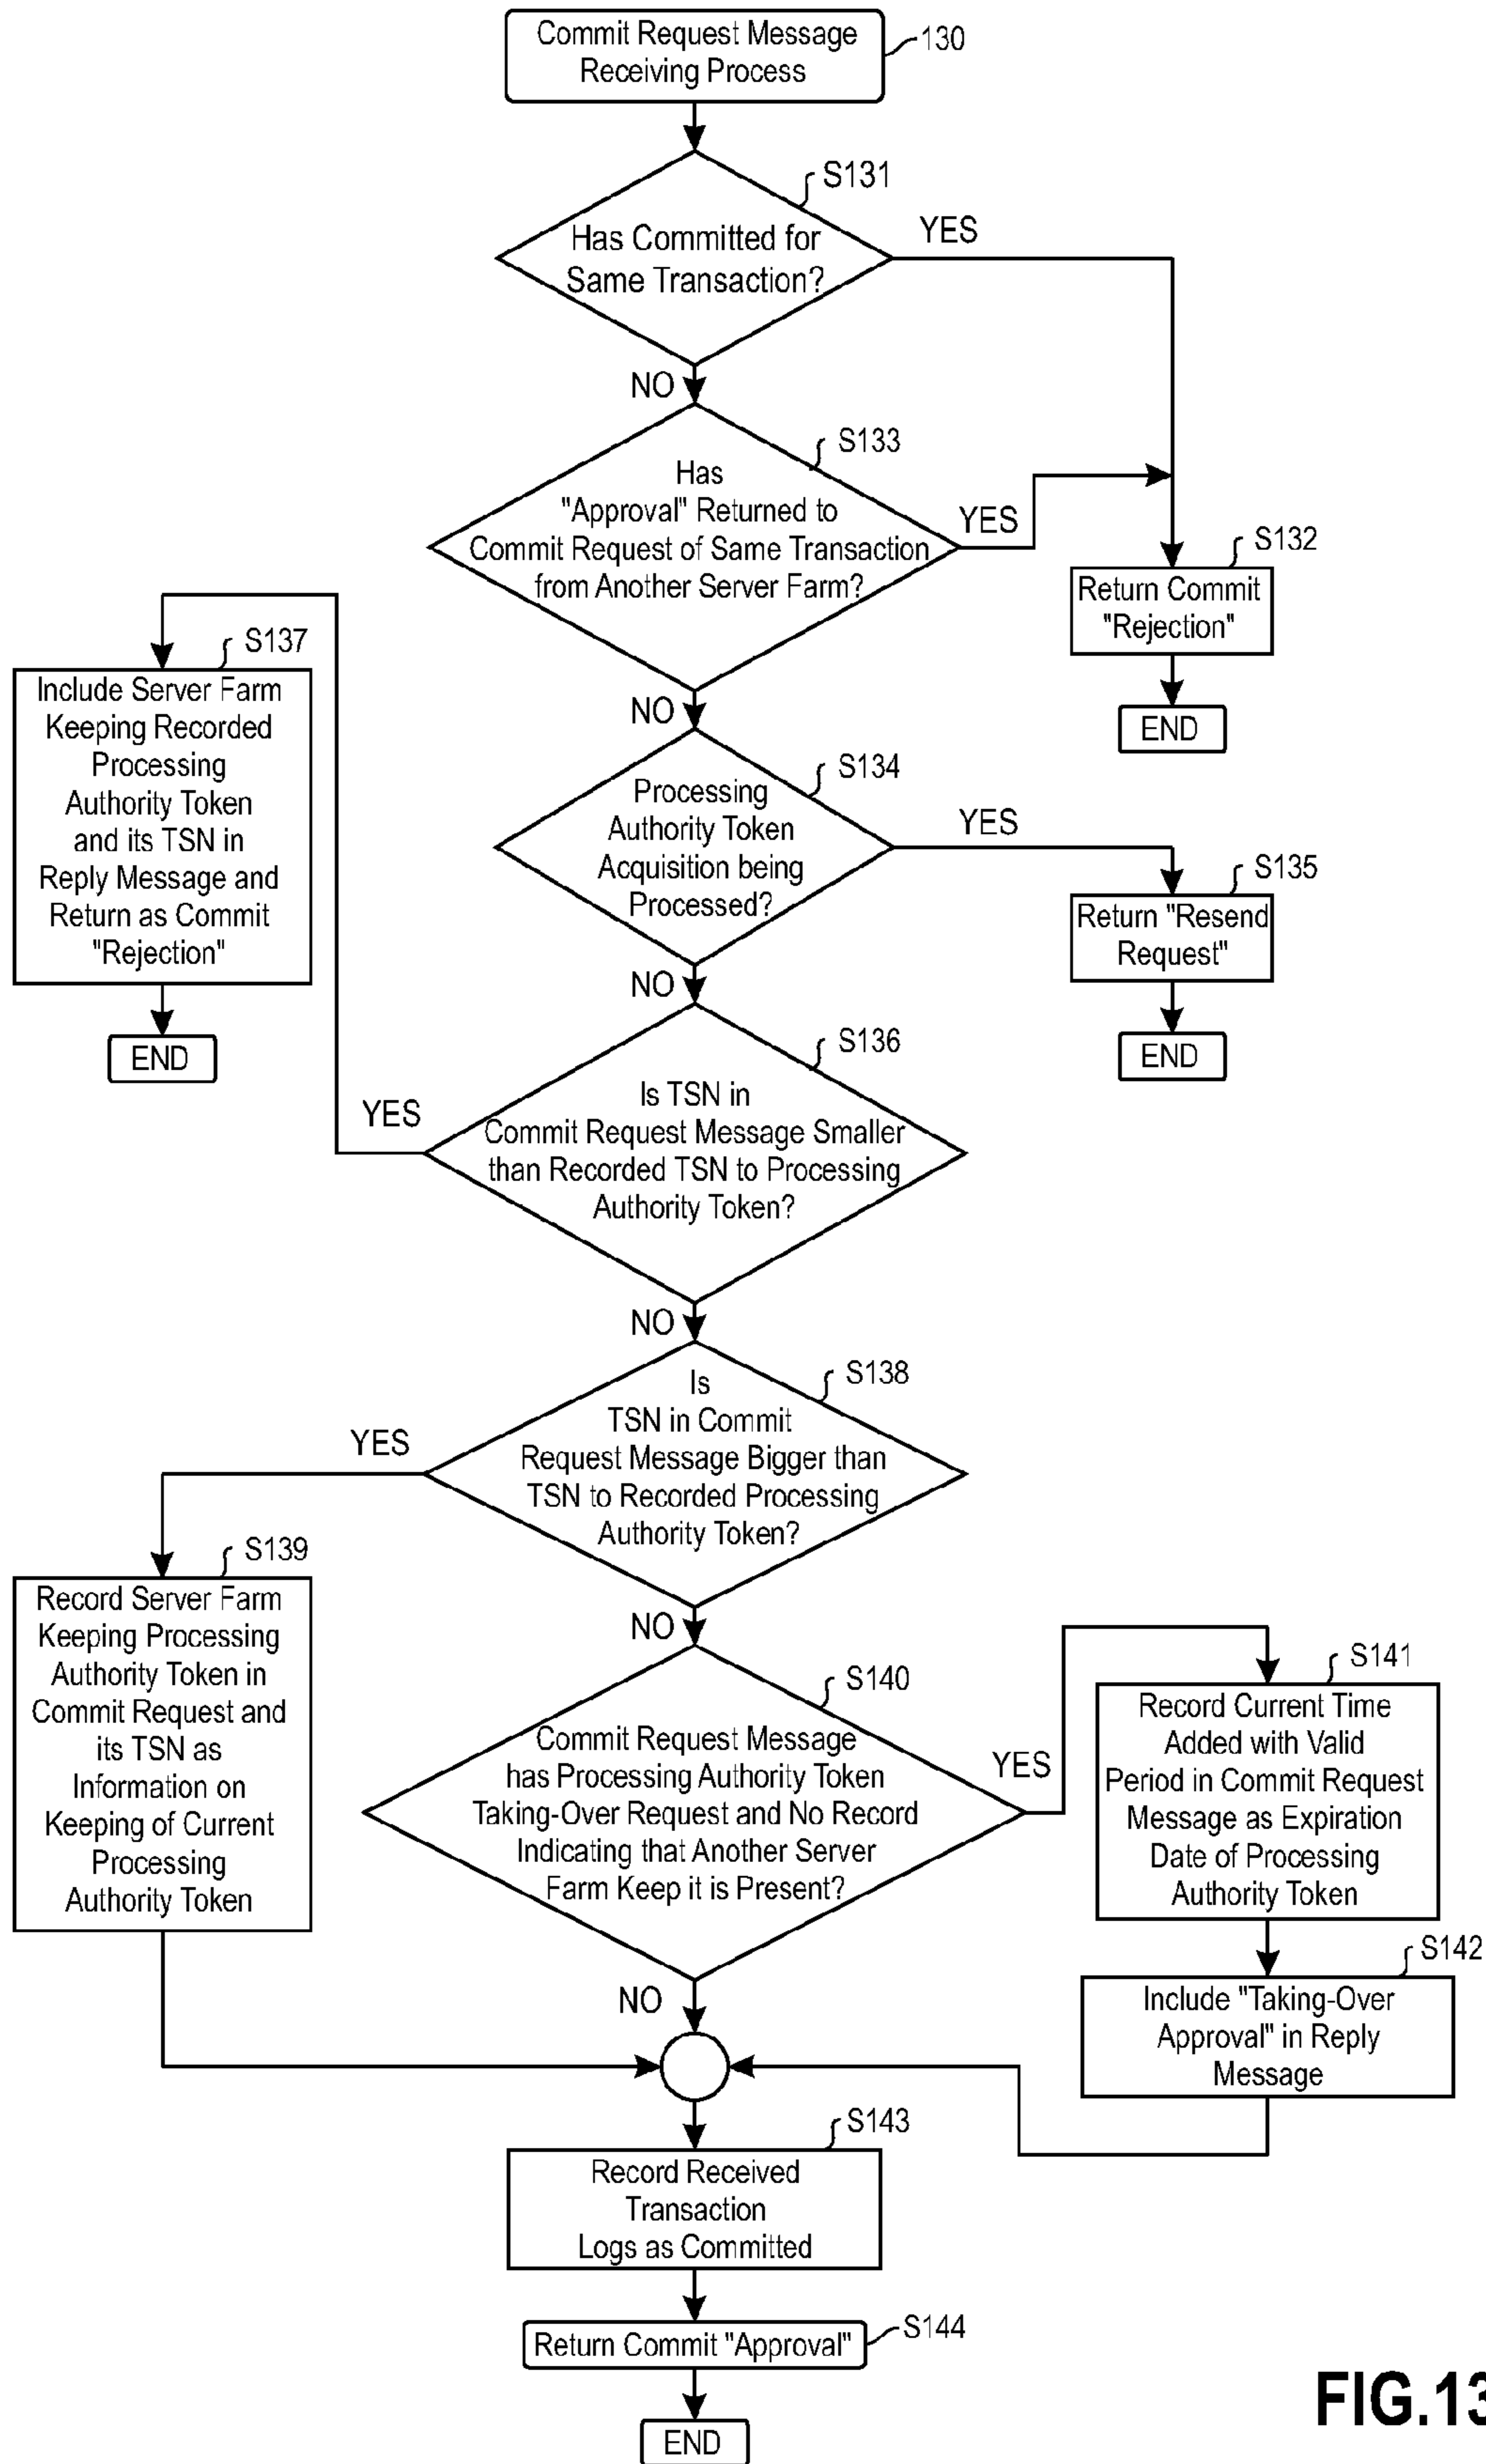 Commit Request Message
Receiving Process
130
S131
Has Committed for
Same Transaction?
YES
NO
S133
Has
"Approval" Returned to
Commit Request of Same Transaction
from Another Server Farm?
YES
S132
Return Commit
"Rejection"
END
S137
Include Server Farm
Keeping Recorded
Processing
Authority Token
and its TSN in
Reply Message and
Return as Commit
"Rejection"
END
NO
S134
Processing
Authority Token
Acquisition being
Processed?
YES
S135
Return "Resend
Request"
END
NO
S136
Is TSN in
Commit Request Message Smaller
than Recorded TSN to Processing
Authority Token?
YES
NO
S138
Is
TSN in Commit
Request Message Bigger than
TSN to Recorded Processing
Authority Token?
YES
S139
Record Server Farm
Keeping Processing
Authority Token in
Commit Request and
its TSN as
Information on
Keeping of Current
Processing
Authority Token
NO
S140
Commit Request Message
has Processing Authority Token
Taking-Over Request and No Record
Indicating that Another Server
Farm Keep it is Present?
YES
S141
Record Current Time
Added with Valid
Period in Commit Request
Message as Expiration
Date of Processing
Authority Token
S142
Include "Taking-Over
Approval" in Reply
Message
NO
S143
Record Received
Transaction
Logs as Committed
S144
Return Commit "Approval"
END
FIG.13